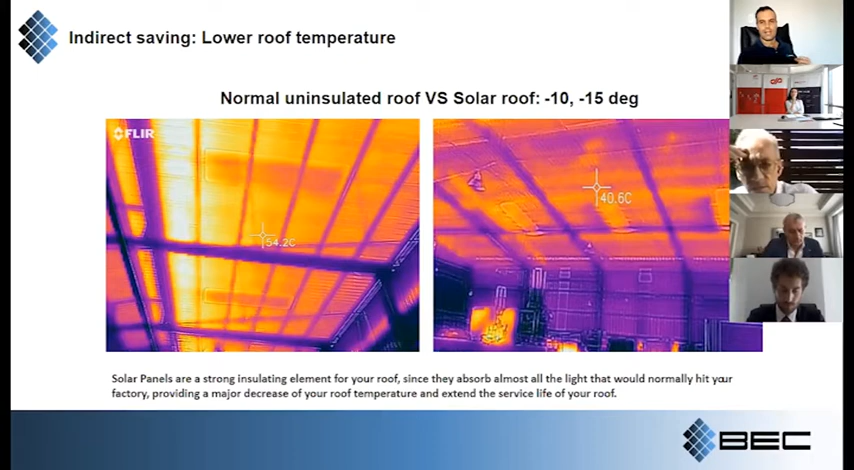 Indirect saving: Lower roof temperature
Normal uninsulated roof VS Solar roof: -10, -15 deg
FLIR
54.2C
40.6C
Solar Panels are a strong insulating element for your roof, since they absorb almost all the light that would normally hit your
factory, providing a major decrease of your roof temperature and extend the service life of your roof.
BEC